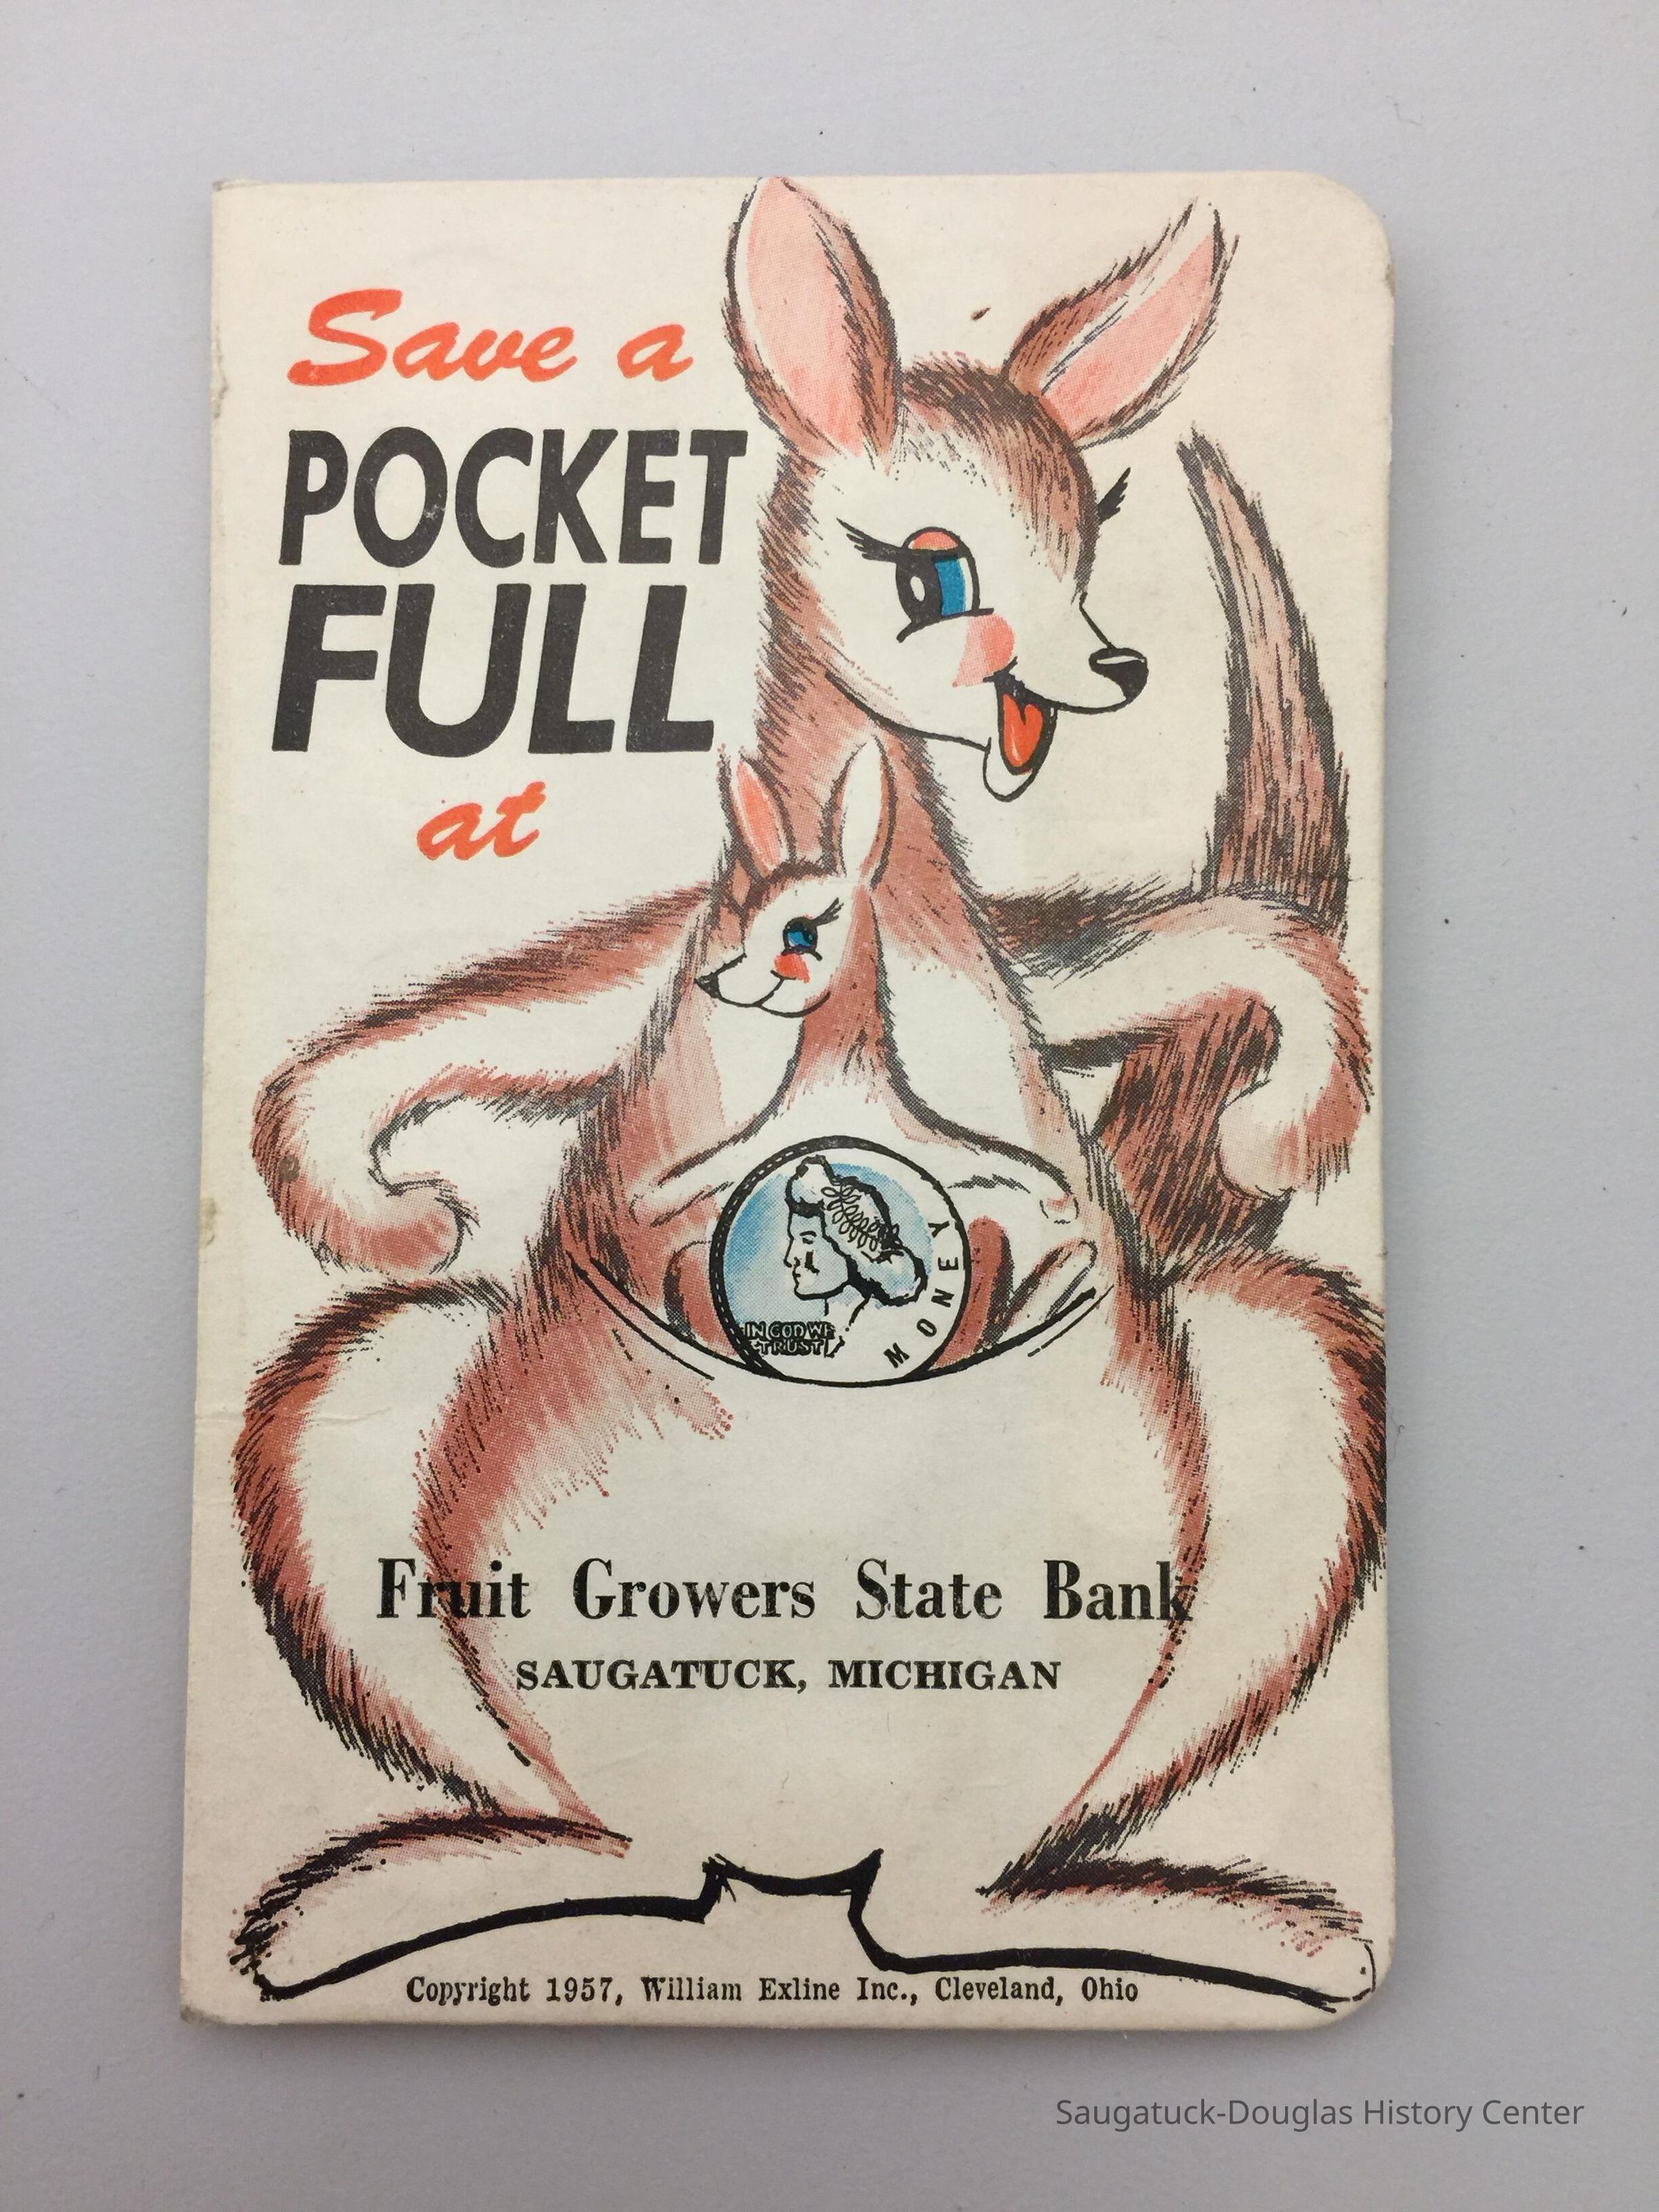 Save a
POCKET
FULL
at
IN GOD WE
TRUST
MONEY
Fruit Growers State Bank
SAUGATUCK, MICHIGAN
Copyright 1957, William Exline Inc., Cleveland, Ohio
Saugatuck-Douglas History Center